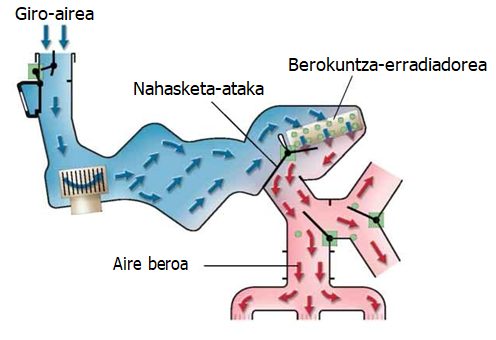 Giro-airea
Berokuntza-erradiadorea
Nahasketa-ataka
Aire beroa